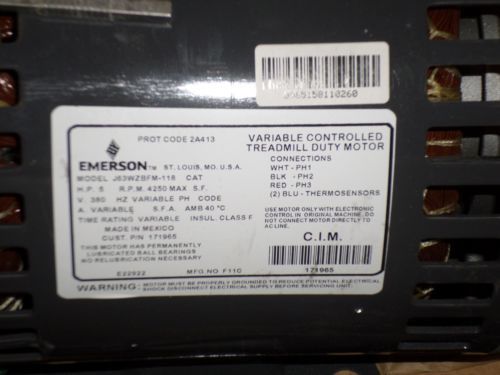 0969158110260
PROT CODE 2A413
EMERSON™ ST. LOUIS, MO. U.S.A.
MODEL J63WZBFM-118 CAT
H.P. 5 R.P.M. 4250 MAX S.F.
V. 380 HZ VARIABLE PH CODE
A. VARIABLE S.F.A. AMB 40 °C
TIME RATING VARIABLE INSUL. CLASS F
MADE IN MEXICO
CUST. P/N 171965
THIS MOTOR HAS PERMANENTLY
LUBRICATED BALL BEARINGS
NO RELUBRICATION NECESSARY
E22922 MFG. NO. F11C
VARIABLE CONTROLLED
TREADMILL DUTY MOTOR
CONNECTIONS
WHT - PH1
BLK - PH2
RED - PH3
(2) BLU - THERMOSENSORS
USE MOTOR ONLY WITH ELECTRONIC
CONTROL IN ORIGINAL MACHINE. DO
NOT CONNECT MOTOR DIRECTLY TO
AC LINE.
C.I.M.
171965
WARNING: MOTOR MUST BE PROPERLY GROUNDED TO REDUCE POTENTIAL ELECTRICAL
SHOCK DISCONNECT ELECTRICAL SUPPLY BEFORE SERVICING UNIT.